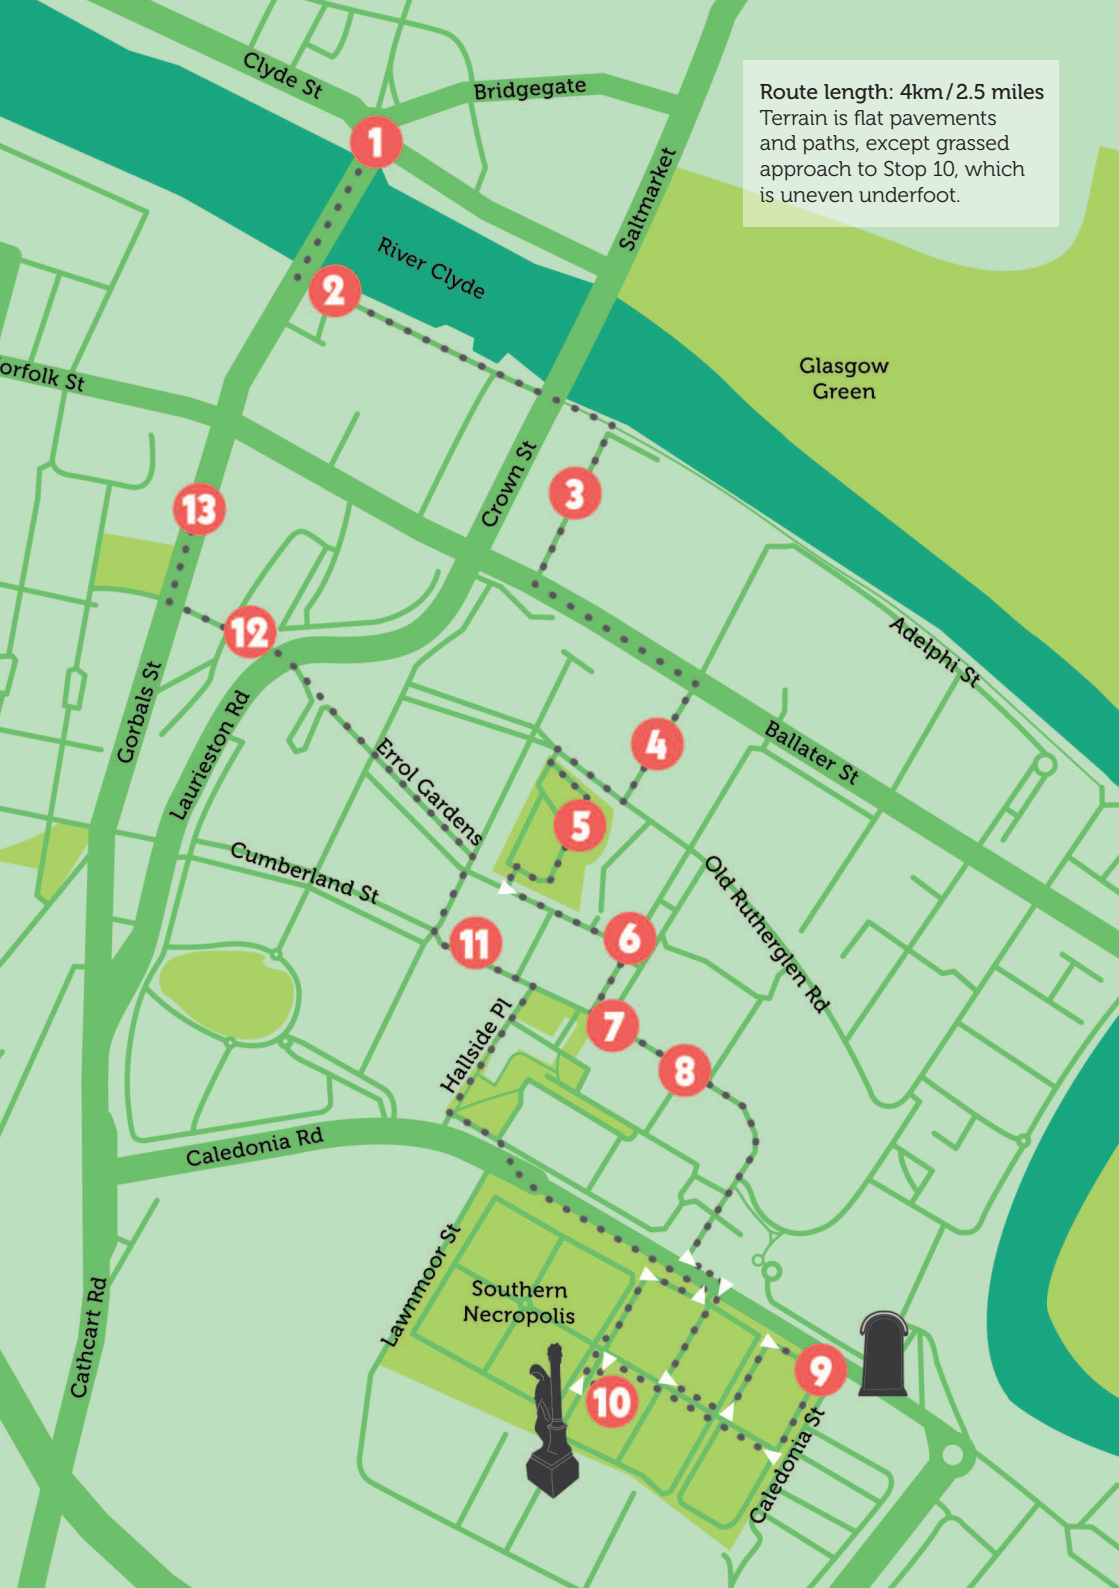 Clyde St
Bridgegate
Route length: 4km/2.5 miles
Terrain is flat pavements
and paths, except grassed
approach to Stop 10, which
is uneven underfoot.
1
Saltmarket
River Clyde
2
Glasgow
Green
orfolk St
Crown St
3
13
12
Adelphi St
Gorbals St
Laurieston Rd
4
Ballater St
Errol Gardens
5
Cumberland St
Old Rutherglen Rd
6
11
7
Hallside Pl
8
Caledonia Rd
Lawnmoor St
Southern
Necropolis
Cathcart Rd
9
10
Caledonia St